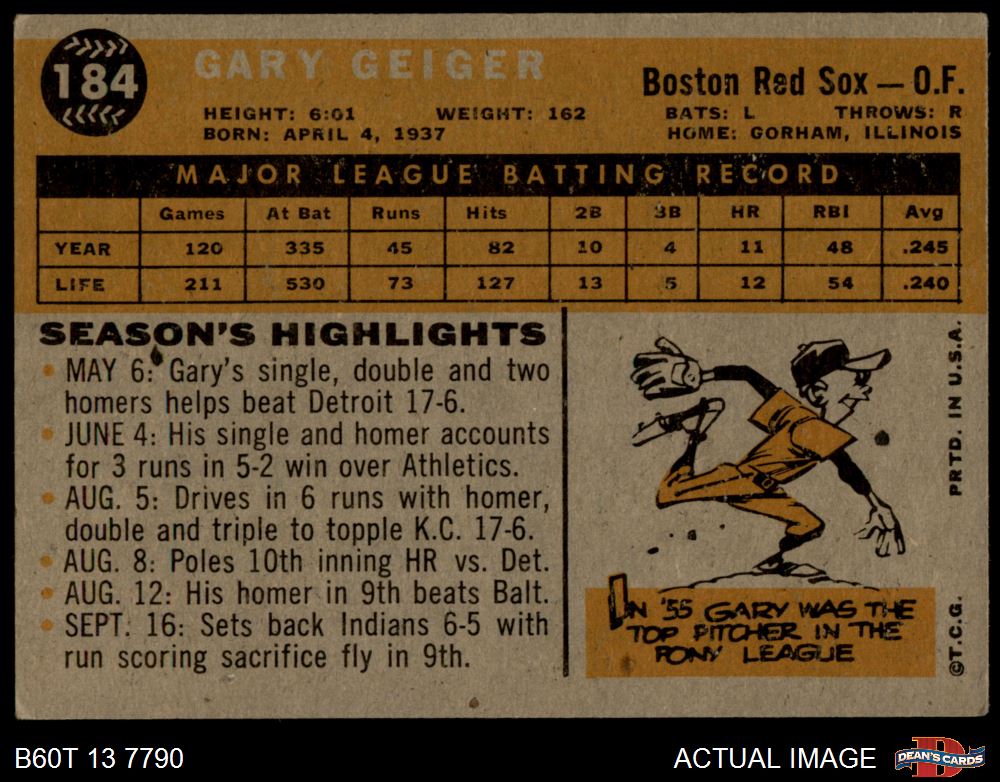 184
GARY GEIGER
Boston Red Sox — O.F.
HEIGHT: 6:01 WEIGHT: 162 BATS: L THROWS: R
BORN: APRIL 4, 1937 HOME: GORHAM, ILLINOIS
MAJOR LEAGUE BATTING RECORD
Games At Bat Runs Hits 2B 3B HR RBI Avg
YEAR 120 335 45 82 10 4 11 48 .245
LIFE 211 530 73 127 13 5 12 54 .240
SEASON'S HIGHLIGHTS
• MAY 6: Gary's single, double and two
homers helps beat Detroit 17-6.
• JUNE 4: His single and homer accounts
for 3 runs in 5-2 win over Athletics.
• AUG. 5: Drives in 6 runs with homer,
double and triple to topple K.C. 17-6.
• AUG. 8: Poles 10th inning HR vs. Det.
• AUG. 12: His homer in 9th beats Balt.
• SEPT. 16: Sets back Indians 6-5 with
run scoring sacrifice fly in 9th.
IN '55 GARY WAS THE
TOP PITCHER IN THE
PONY LEAGUE
©T.C.G. PRTD. IN U.S.A.
B60T 13 7790
ACTUAL IMAGE
D
DEAN'S CARDS